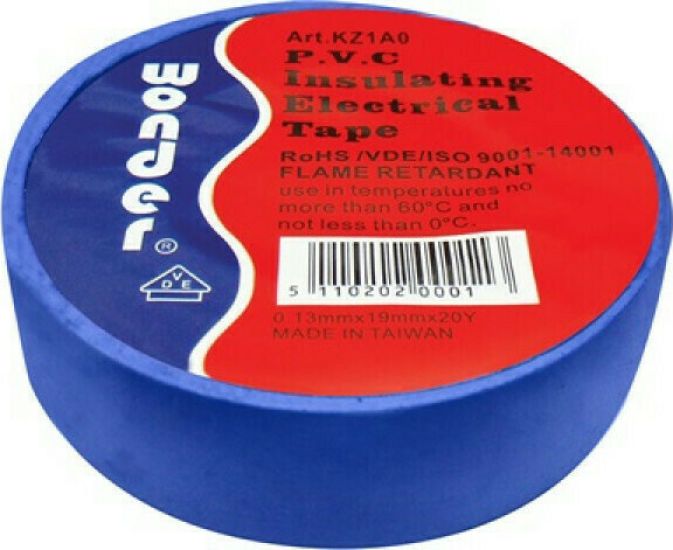 wonder®
VDE
Art.KZ1A0
P.V.C
Insulating
Electrical
Tape
RoHS /VDE/ISO 9001-14001
FLAME RETARDANT
use in temperatures no
more than 60°C and
not less than 0°C.
5 110202 0001
0.13mmx19mmx20Y
MADE IN TAIWAN